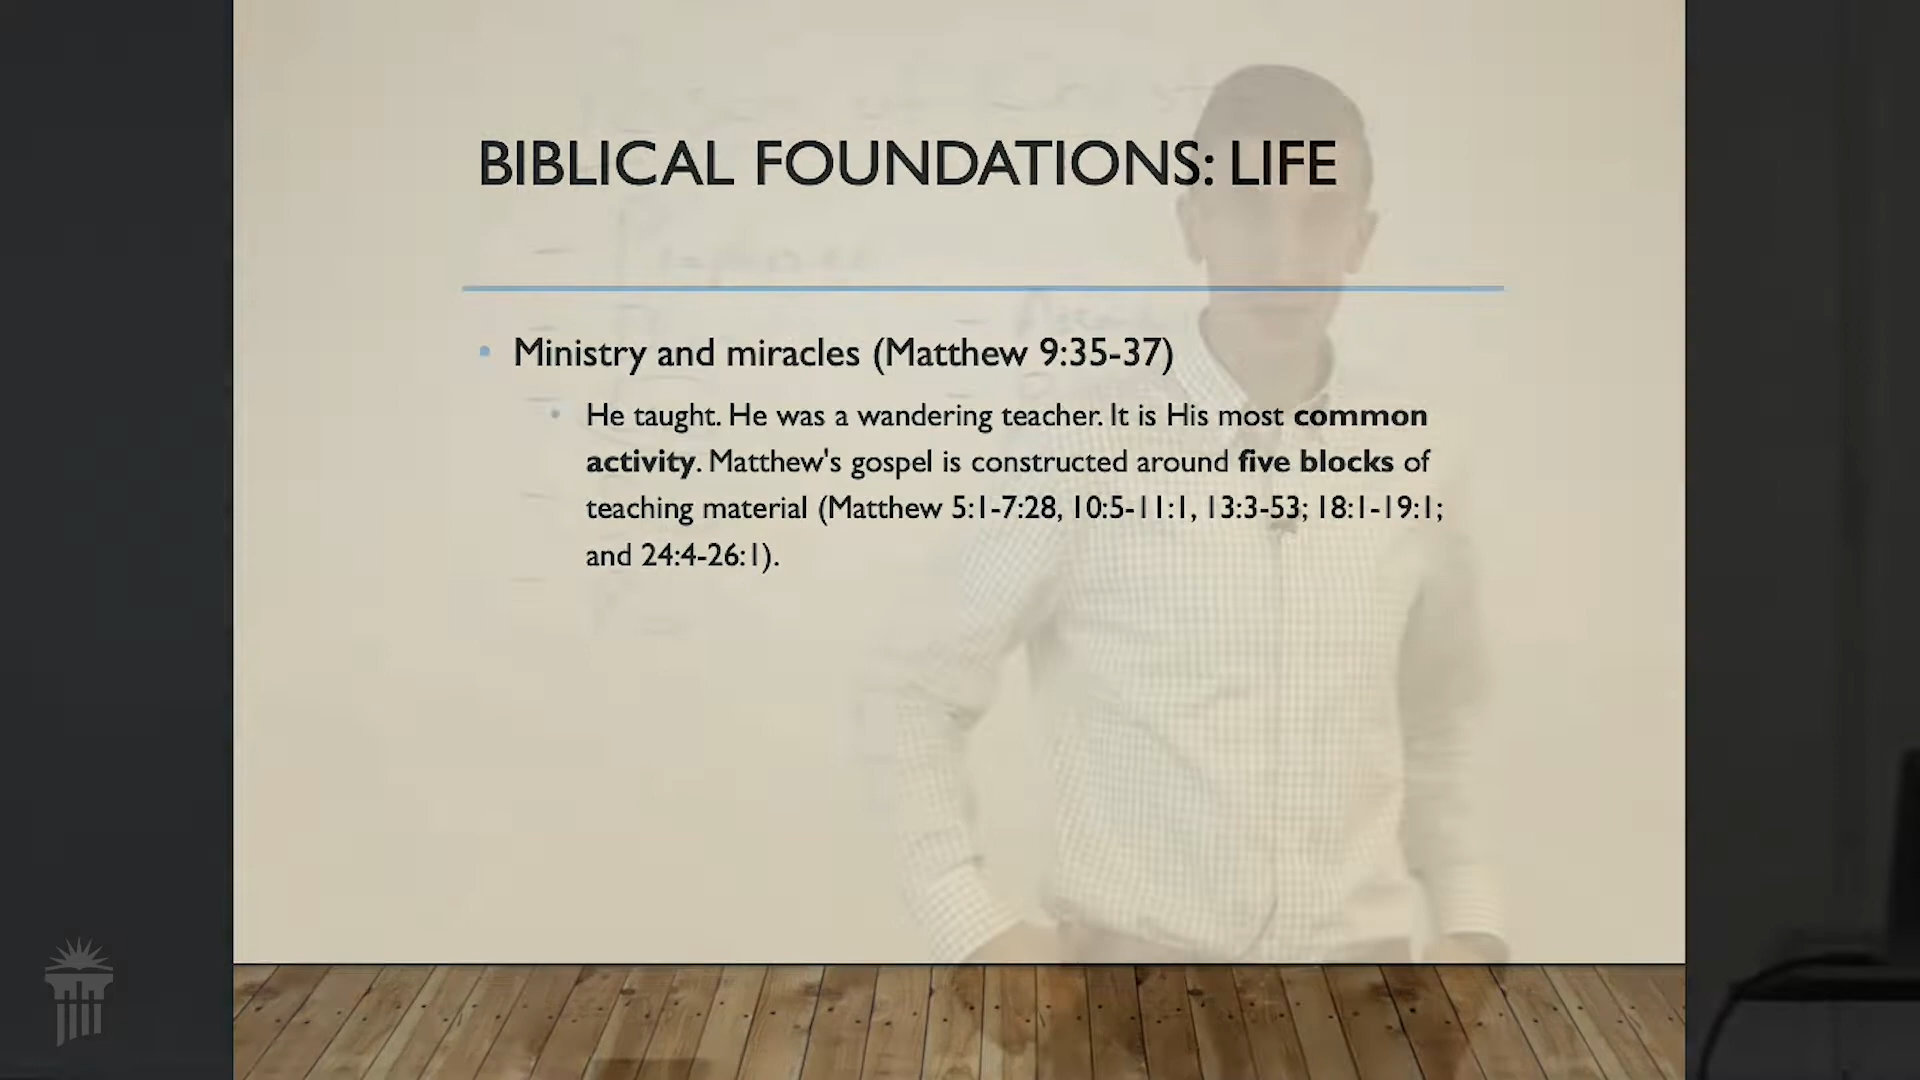 BIBLICAL FOUNDATIONS: LIFE
Ministry and miracles (Matthew 9:35-37)
He taught. He was a wandering teacher. It is His most common
activity. Matthew's gospel is constructed around five blocks of
teaching material (Matthew 5:1-7:28, 10:5-11:1, 13:3-53; 18:1-19:1;
and 24:4-26:1).